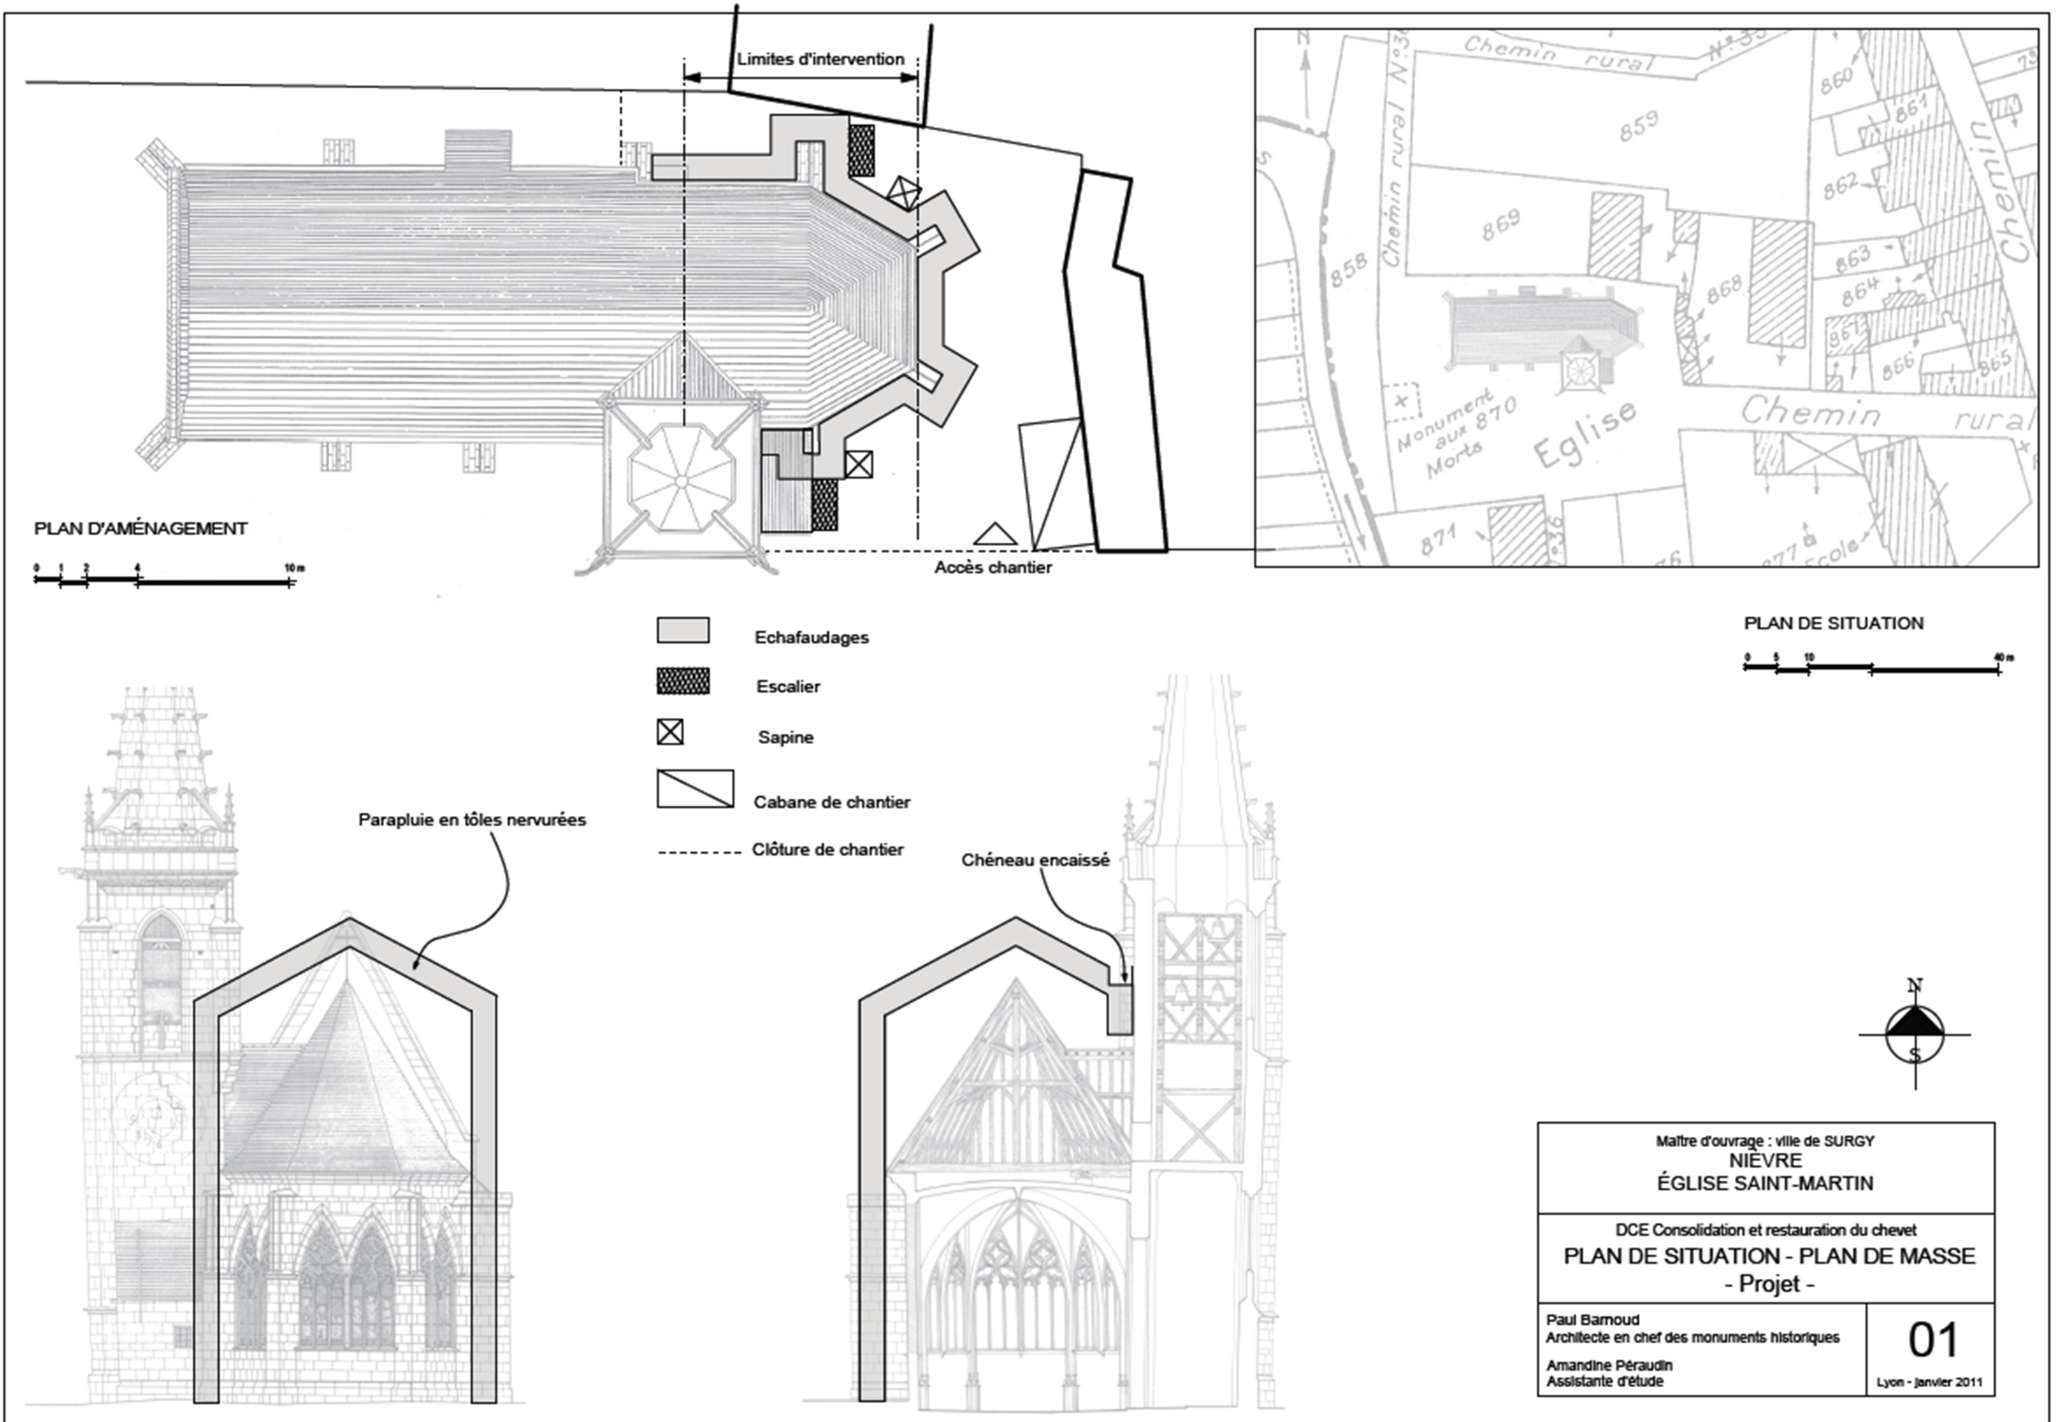 Limites d'intervention
PLAN D'AMÉNAGEMENT
0 1 2 4 10 m
Accès chantier
N
Chemin rural N°35
Chemin rural N°36
858
859
860
861
862
863
864
865
866
867
868
869
Monument
aux 870
Morts
Eglise
Chemin rural
Chemin
871
877
Ecole
PLAN DE SITUATION
0 5 10 40 m
Echafaudages
Escalier
Sapine
Cabane de chantier
Clôture de chantier
Parapluie en tôles nervurées
Chéneau encaissé
N
S
Maître d'ouvrage : ville de SURGY
NIÈVRE
ÉGLISE SAINT-MARTIN
DCE Consolidation et restauration du chevet
PLAN DE SITUATION - PLAN DE MASSE
- Projet -
Paul Barnoud
Architecte en chef des monuments historiques
Amandine Péraudin
Assistante d'étude
01
Lyon - janvier 2011